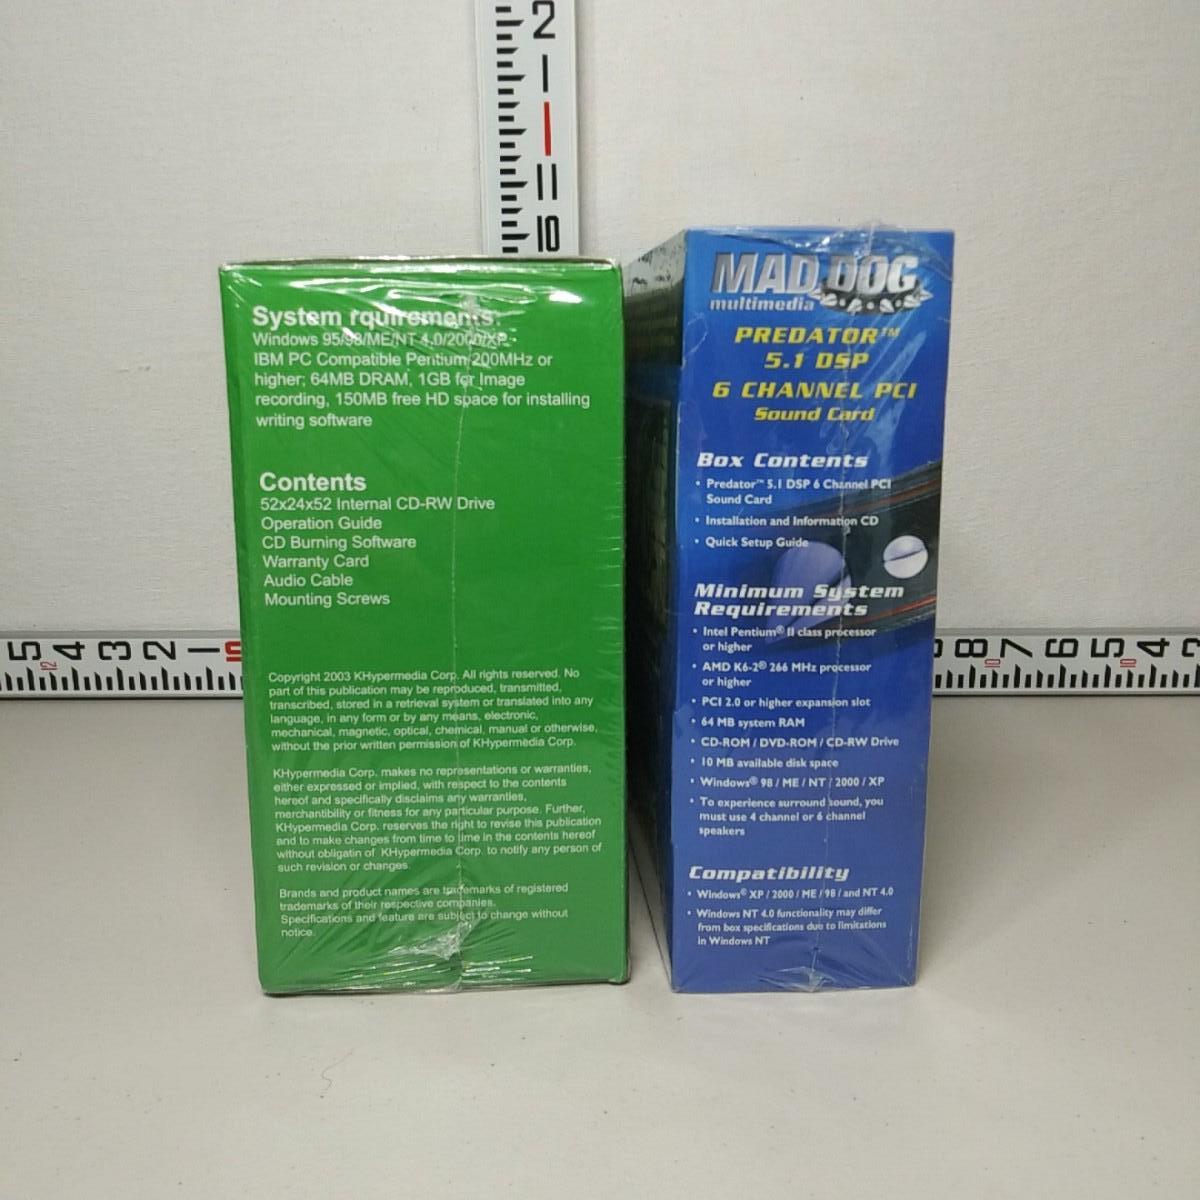 System rquirements:
Windows 95/98/ME/NT 4.0/2000/XP
IBM PC Compatible Pentium 200MHz or
higher; 64MB DRAM, 1GB for Image
recording, 150MB free HD space for installing
writing software
Contents
52x24x52 Internal CD-RW Drive
Operation Guide
CD Burning Software
Warranty Card
Audio Cable
Mounting Screws
Copyright 2003 KHypermedia Corp. All rights reserved. No
part of this publication may be reproduced, transmitted,
transcribed, stored in a retrieval system or translated into any
language, in any form or by any means, electronic,
mechanical, magnetic, optical, chemical, manual or otherwise,
without the prior written permission of KHypermedia Corp.
KHypermedia Corp. makes no representations or warranties,
either expressed or implied, with respect to the contents
hereof and specifically disclaims any warranties,
merchantibility or fitness for any particular purpose. Further,
KHypermedia Corp. reserves the right to revise this publication
and to make changes from time to time in the contents hereof
without obligatin of KHypermedia Corp. to notify any person of
such revision or changes.
Brands and product names are trademarks of registered
trademarks of their respective companies.
Specifications and feature are subject to change without
notice.
MAD DOG
multimedia
PREDATOR™
5.1 DSP
6 CHANNEL PCI
Sound Card
Box Contents
• Predator™ 5.1 DSP 6 Channel PCI
Sound Card
• Installation and Information CD
• Quick Setup Guide
Minimum System
Requirements
• Intel Pentium® II class processor
or higher
• AMD K6-2® 266 MHz processor
or higher
• PCI 2.0 or higher expansion slot
• 64 MB system RAM
• CD-ROM / DVD-ROM / CD-RW Drive
• 10 MB available disk space
• Windows® 98 / ME / NT / 2000 / XP
• To experience surround sound, you
must use 4 channel or 6 channel
speakers
Compatibility
• Windows® XP / 2000 / ME / 98 / and NT 4.0
• Windows NT 4.0 functionality may differ
from box specifications due to limitations
in Windows NT
2
1
5 4 3 2 1
12
8 7 6 5 4
10